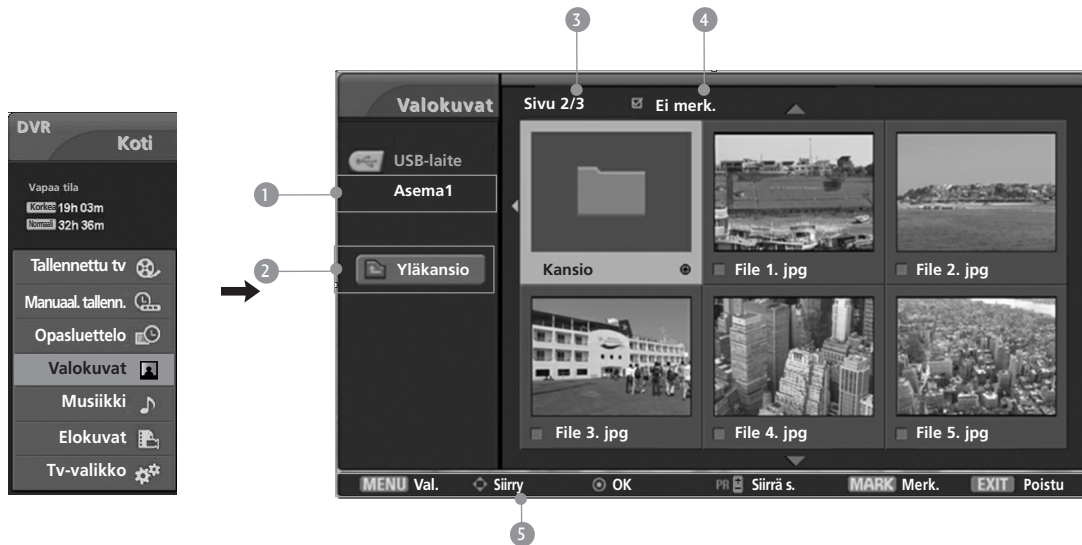 3
4
DVR
Koti
Vapaa tila
Korkea 19h 03m
Normaali 32h 36m
Tallennettu tv
Manuaal. tallenn.
Opasluettelo
Valokuvat
Musiikki
Elokuvat
Tv-valikko
1
2
Valokuvat
USB-laite
Asema1
Yläkansio
Sivu 2/3
Ei merk.
Kansio
File 1. jpg
File 2. jpg
File 3. jpg
File 4. jpg
File 5. jpg
MENU Val.
Siirry
OK
PR Siirrä s.
MARK Merk.
EXIT Poistu
5